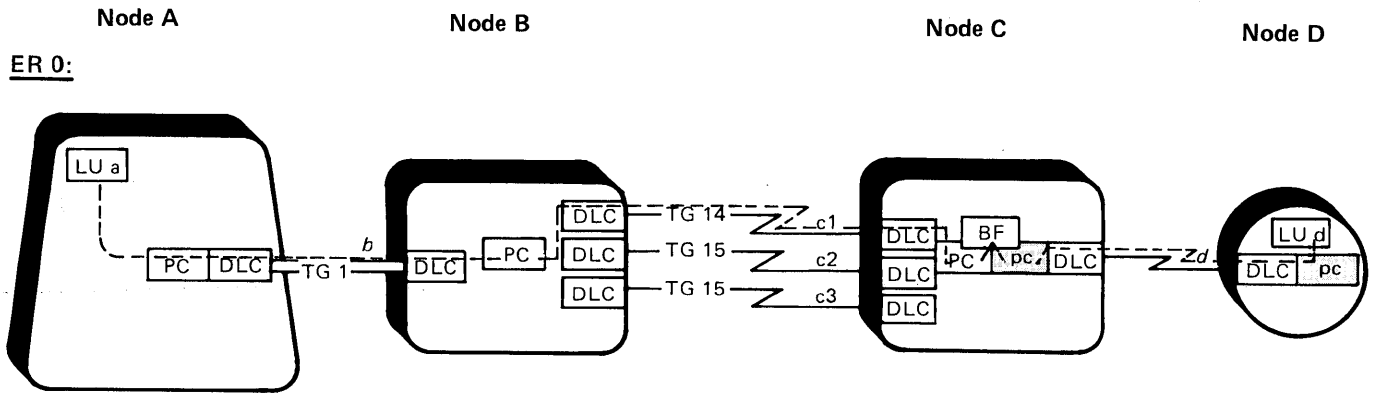 Node A
Node B
Node C
Node D
ER 0:
LU a
PC
DLC
TG 1
b
DLC
PC
DLC
DLC
DLC
TG 14
TG 15
TG 15
c1
c2
c3
DLC
DLC
DLC
BF
PC
pc
DLC
d
LU d
DLC
pc